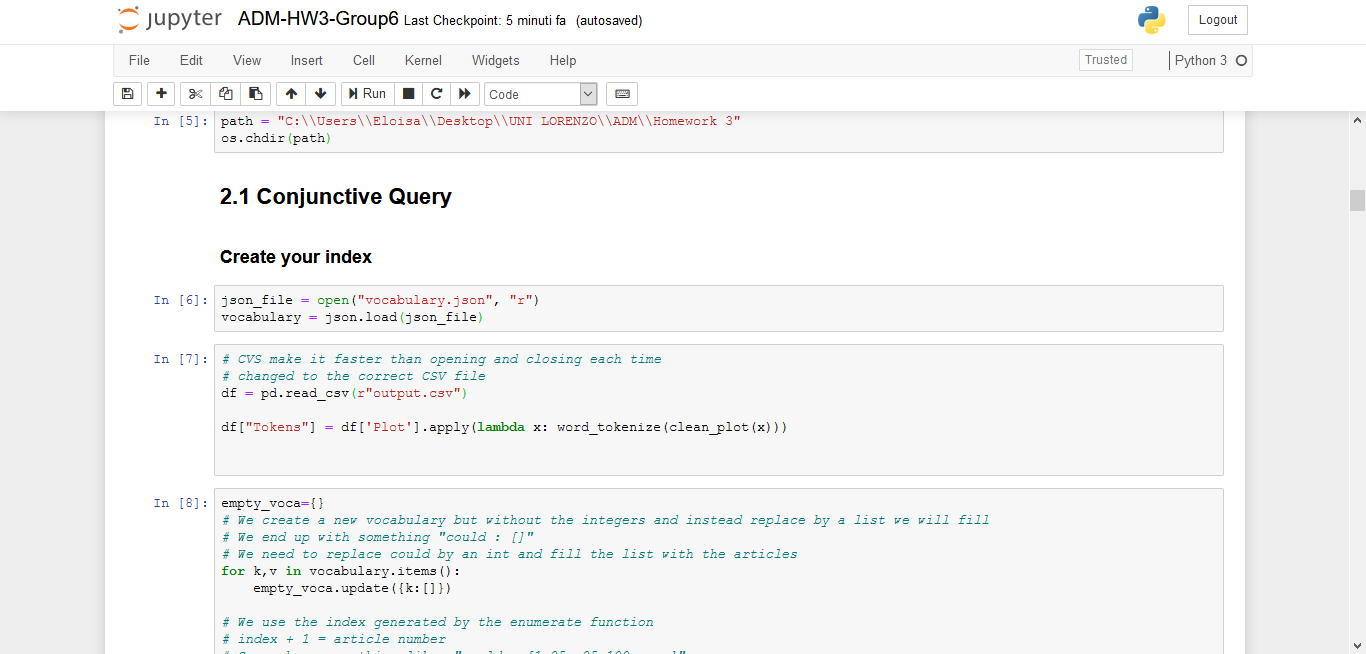 jupyter ADM-HW3-Group6 Last Checkpoint: 5 minuti fa (autosaved) Logout
File Edit View Insert Cell Kernel Widgets Help Trusted Python 3
Run Code
In [5]: path = "C:\\Users\\Eloisa\\Desktop\\UNI LORENZO\\ADM\\Homework 3"
os.chdir(path)
2.1 Conjunctive Query
Create your index
In [6]: json_file = open("vocabulary.json", "r")
vocabulary = json.load(json_file)
In [7]: # CVS make it faster than opening and closing each time
# changed to the correct CSV file
df = pd.read_csv(r"output.csv")
df["Tokens"] = df['Plot'].apply(lambda x: word_tokenize(clean_plot(x)))
In [8]: empty_voca={}
# We create a new vocabulary but without the integers and instead replace by a list we will fill
# We end up with something "could : []"
# We need to replace could by an int and fill the list with the articles
for k,v in vocabulary.items():
    empty_voca.update({k:[]})
# We use the index generated by the enumerate function
# index + 1 = article number